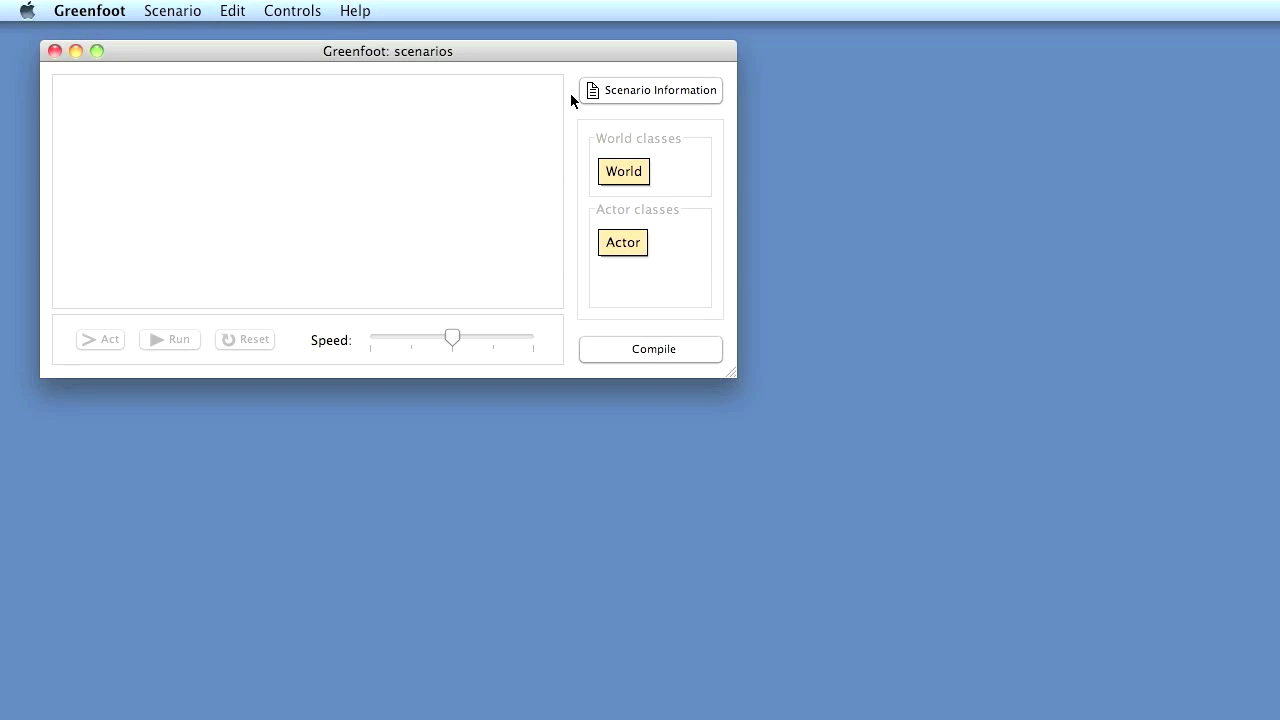 Greenfoot Scenario Edit Controls Help
Greenfoot: scenarios
Scenario Information
World classes
World
Actor classes
Actor
Act Run Reset Speed:
Compile